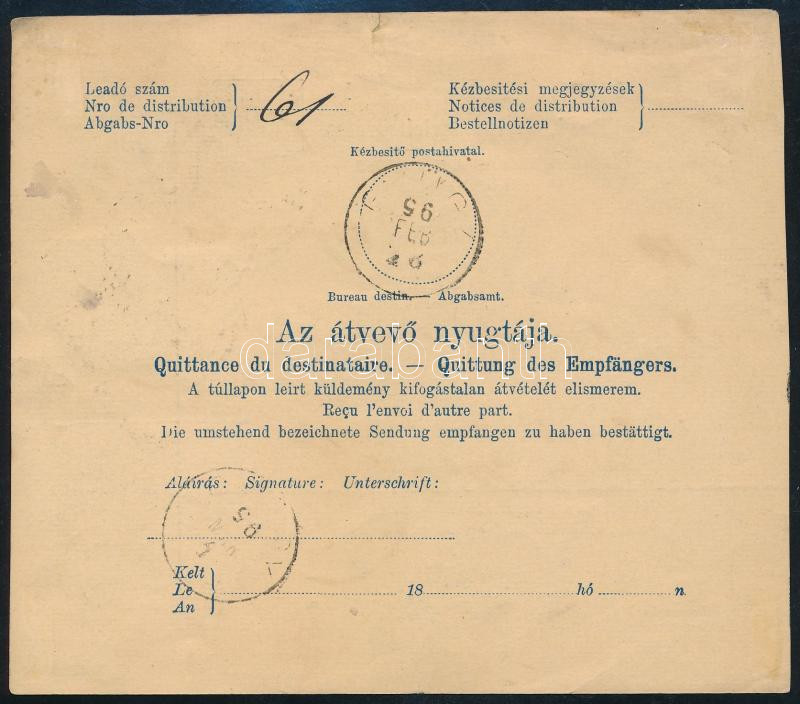 Leadó szám
Nro de distribution
Abgabs-Nro
61
Kézbesitési megjegyzések
Notices de distribution
Bestellnotizen
Kézbesitő postahivatal.
95
FEB
Bureau destin. — Abgabsamt.
Az átvevő nyugtája.
darabanth
Quittance du destinataire. — Quittung des Empfängers.
A túllapon leirt küldemény kifogástalan átvételét elismerem.
Reçu l'envoi d'autre part.
Die umstehend bezeichnete Sendung empfangen zu haben bestättigt.
Aláirás: Signature: Unterschrift:
95
Kelt
Le
An
18 hó n.